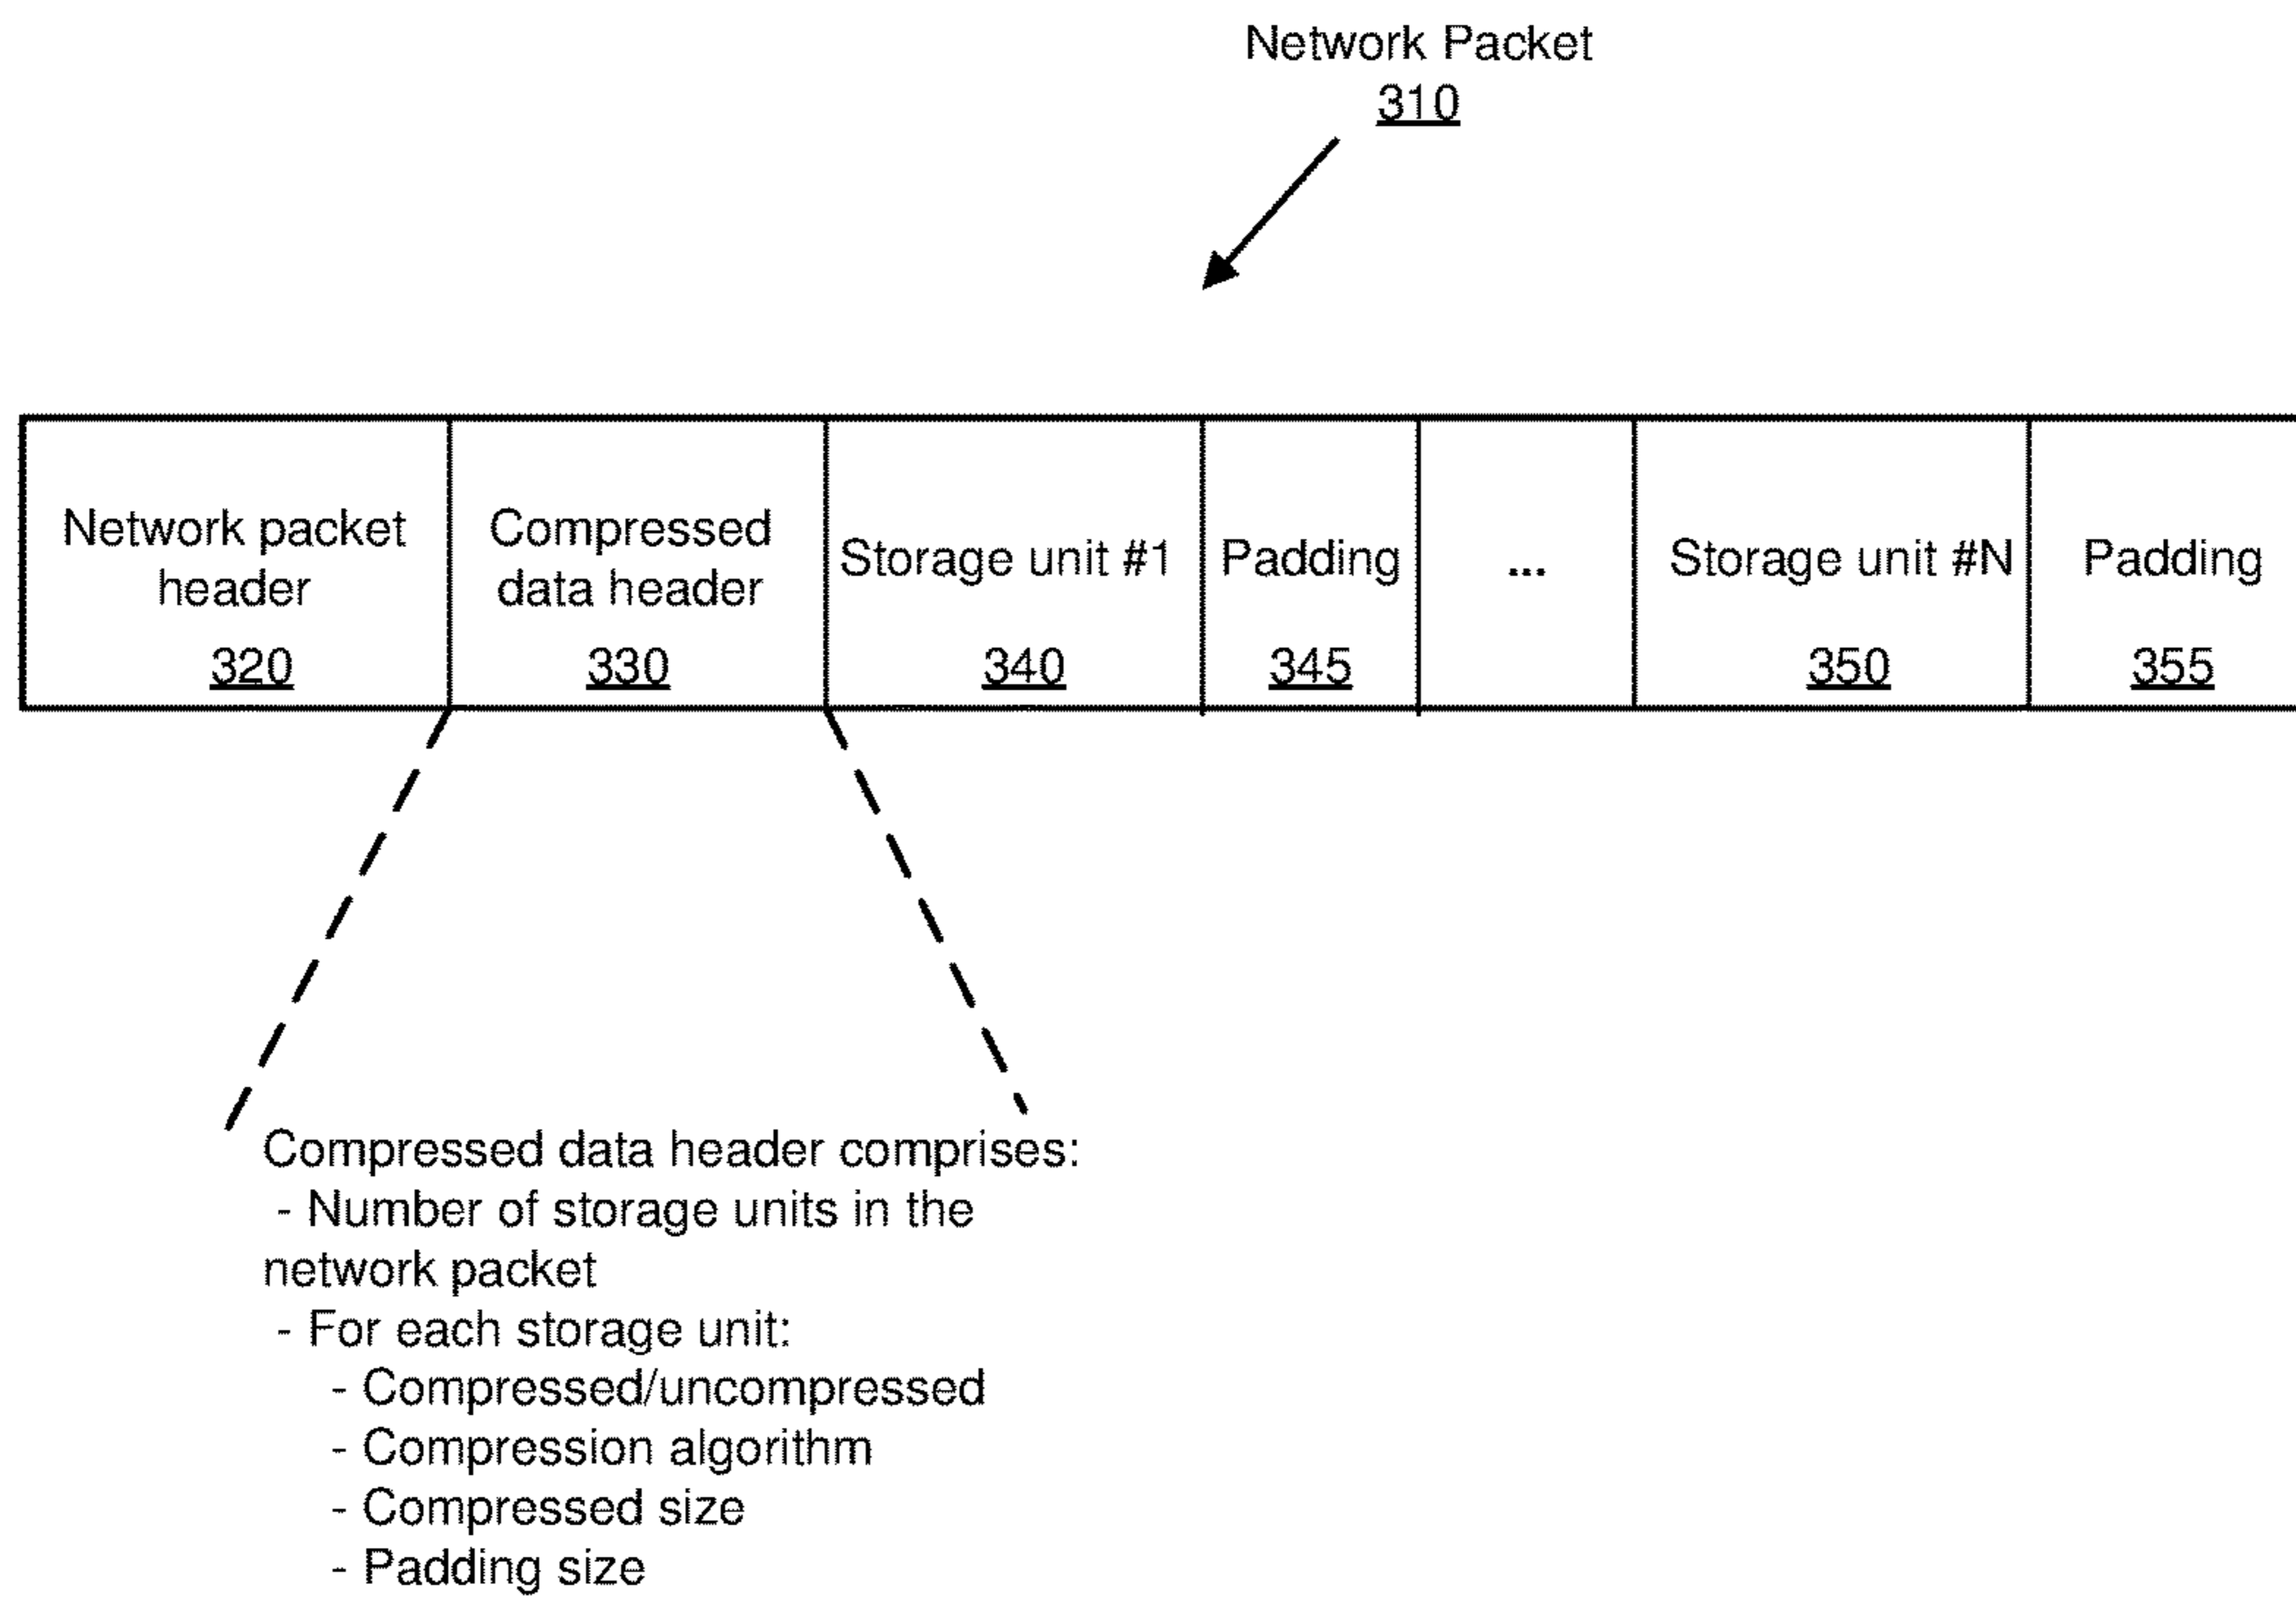 Network Packet
310
Network packet
header
320
Compressed
data header
330
Storage unit #1
340
Padding
345
...
Storage unit #N
350
Padding
355
Compressed data header comprises:
- Number of storage units in the
network packet
- For each storage unit:
- Compressed/uncompressed
- Compression algorithm
- Compressed size
- Padding size